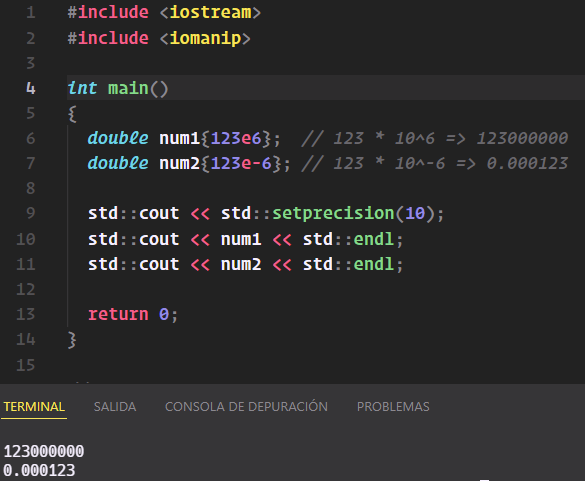 1 #include <iostream>
2 #include <iomanip>
3
4 int main()
5 {
6 double num1{123e6};  // 123 * 10^6 => 123000000
7 double num2{123e-6}; // 123 * 10^-6 => 0.000123
8
9 std::cout << std::setprecision(10);
10 std::cout << num1 << std::endl;
11 std::cout << num2 << std::endl;
12
13 return 0;
14 }
15
TERMINAL SALIDA CONSOLA DE DEPURACIÓN PROBLEMAS
123000000
0.000123